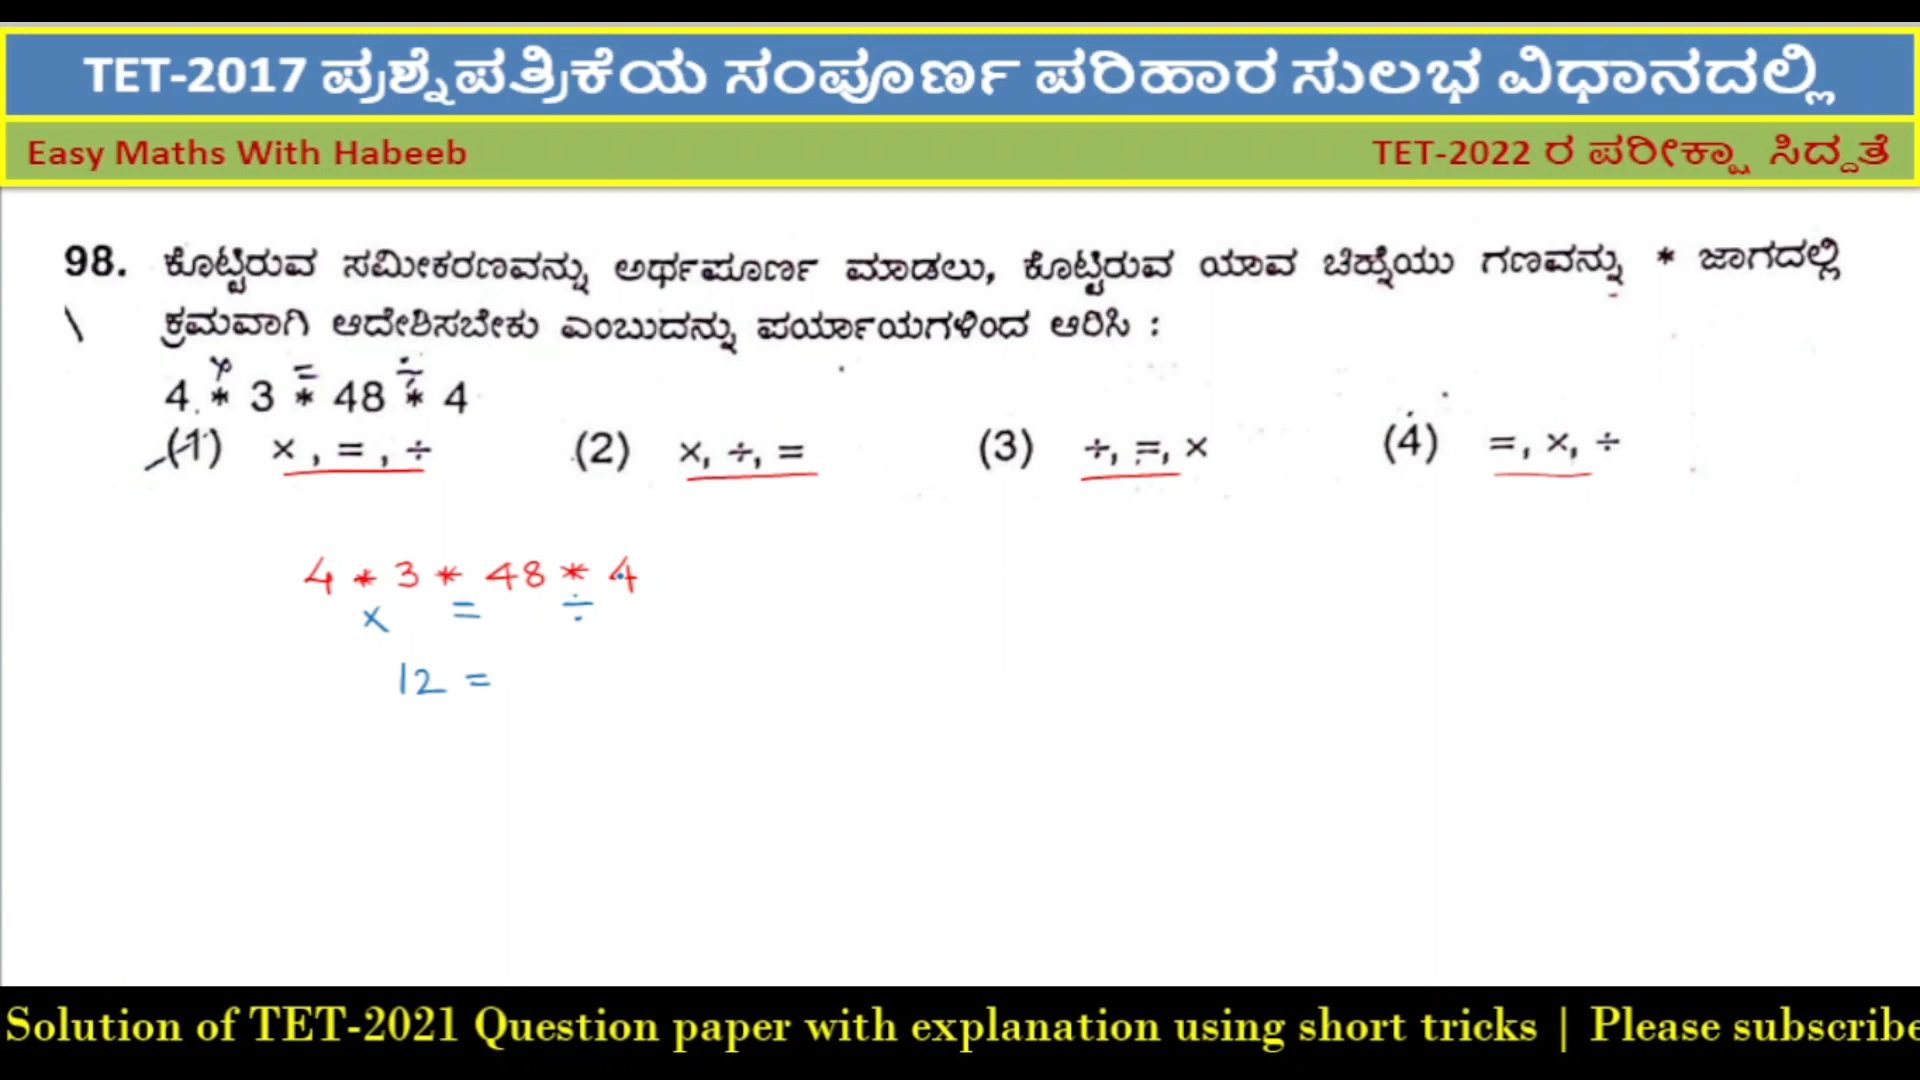 TET-2017 ಪ್ರಶ್ನೆಪತ್ರಿಕೆಯ ಸಂಪೂರ್ಣ ಪರಿಹಾರ ಸುಲಭ ವಿಧಾನದಲ್ಲಿ
Easy Maths With Habeeb
TET-2022 ರ ಪರೀಕ್ಷಾ ಸಿದ್ದತೆ
98. ಕೊಟ್ಟಿರುವ ಸಮೀಕರಣವನ್ನು ಅರ್ಥಪೂರ್ಣ ಮಾಡಲು, ಕೊಟ್ಟಿರುವ ಯಾವ ಚಿಹ್ನೆಯು ಗಣವನ್ನು * ಜಾಗದಲ್ಲಿ
ಕ್ರಮವಾಗಿ ಆದೇಶಿಸಬೇಕು ಎಂಬುದನ್ನು ಪರ್ಯಾಯಗಳಿಂದ ಆರಿಸಿ :
× = ÷
4 * 3 * 48 * 4
(1) ×, =, ÷ (2) ×, ÷, = (3) ÷, =, × (4) =, ×, ÷
4 * 3 * 48 * 4
× = ÷
12 =
Solution of TET-2021 Question paper with explanation using short tricks | Please subscribe